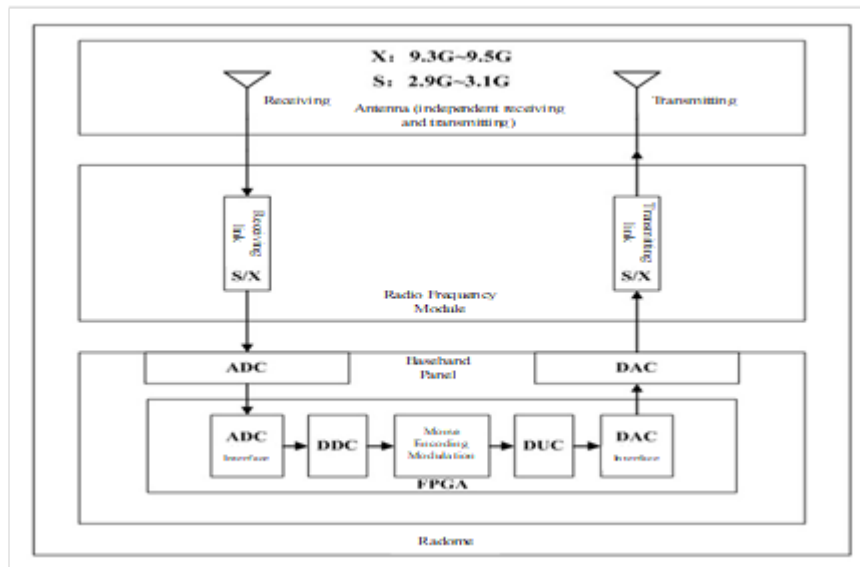 X: 9.3G~9.5G
S: 2.9G~3.1G
Receiving
Transmitting
Antenna (independent receiving
and transmitting)
Receiving
link
S/X
Transmitting
link
S/X
Radio Frequency
Module
ADC
Baseband
Panel
DAC
ADC
Interface
DDC
Morse
Encoding
Modulation
DUC
DAC
Interface
FPGA
Radome